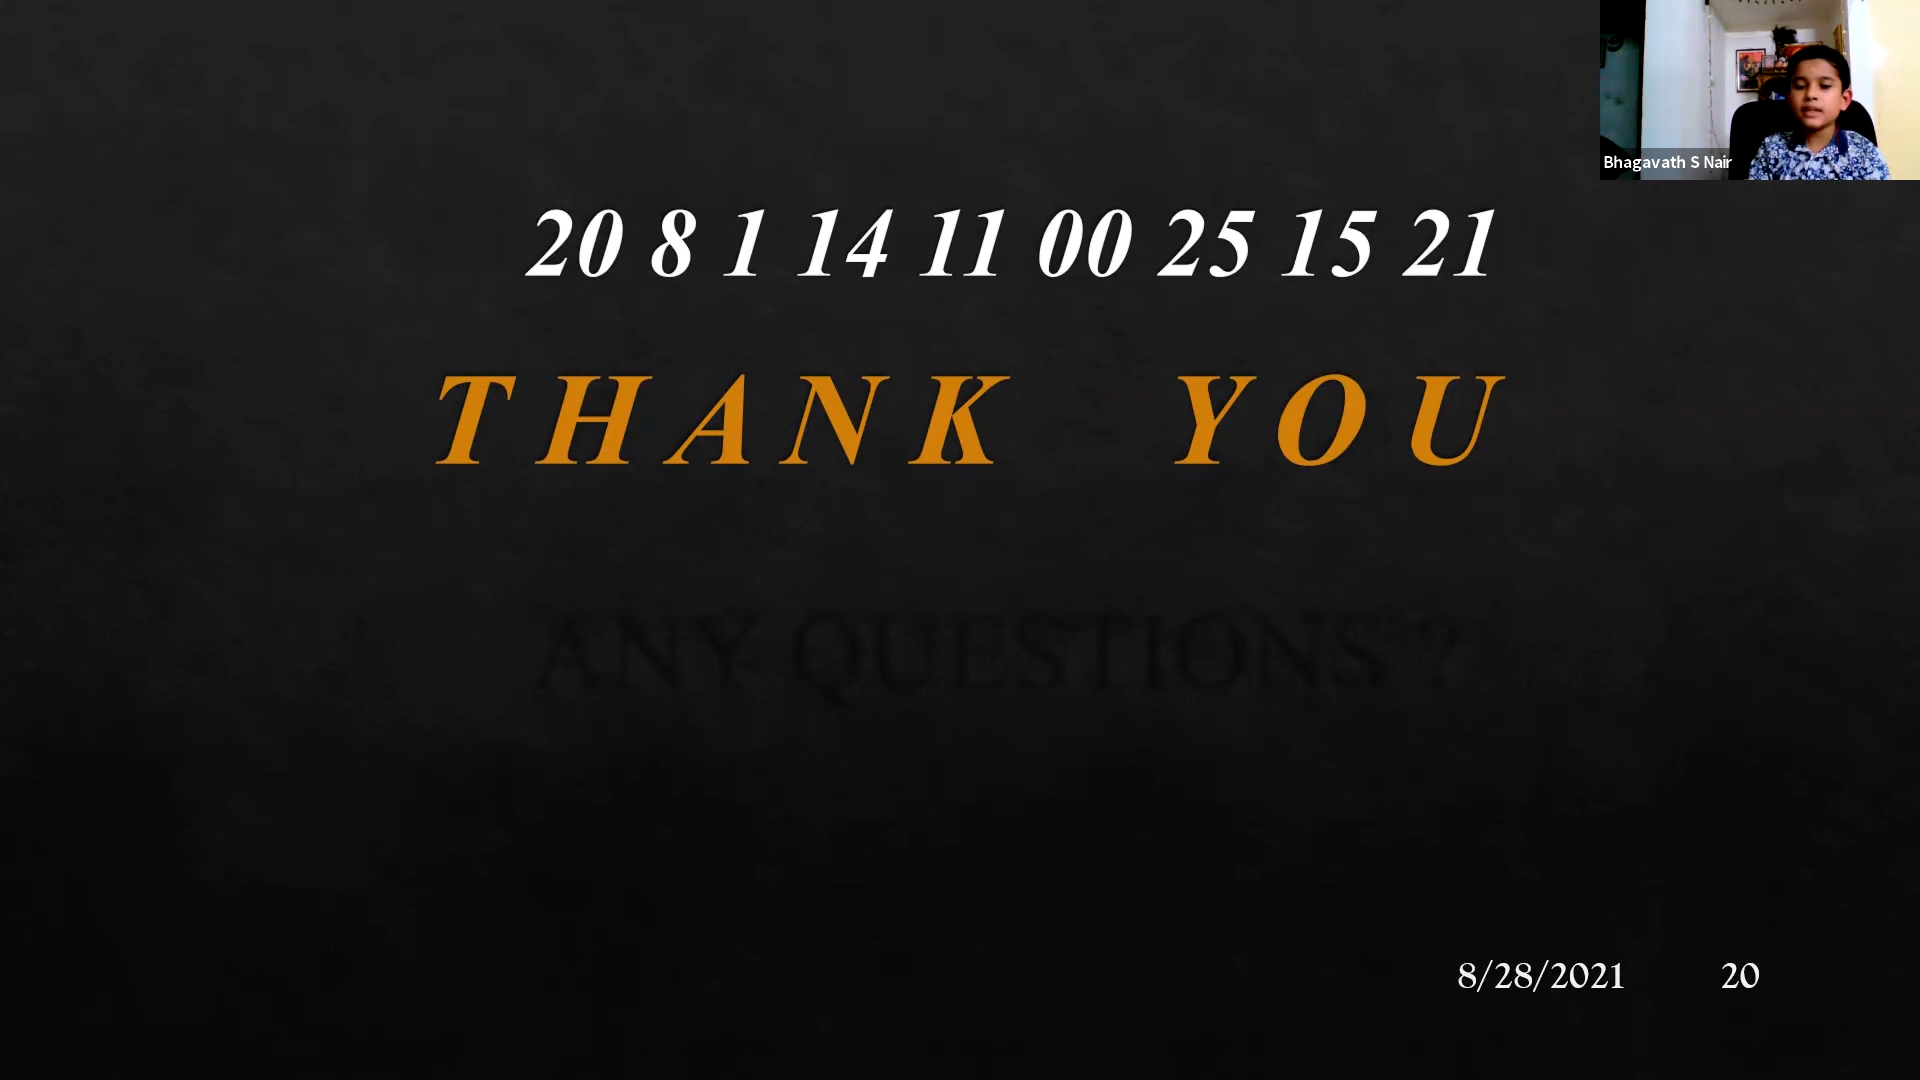 Bhagavath S Nair
20 8 1 14 11 00 25 15 21
THANK YOU
ANY QUESTIONS ?
8/28/2021 20